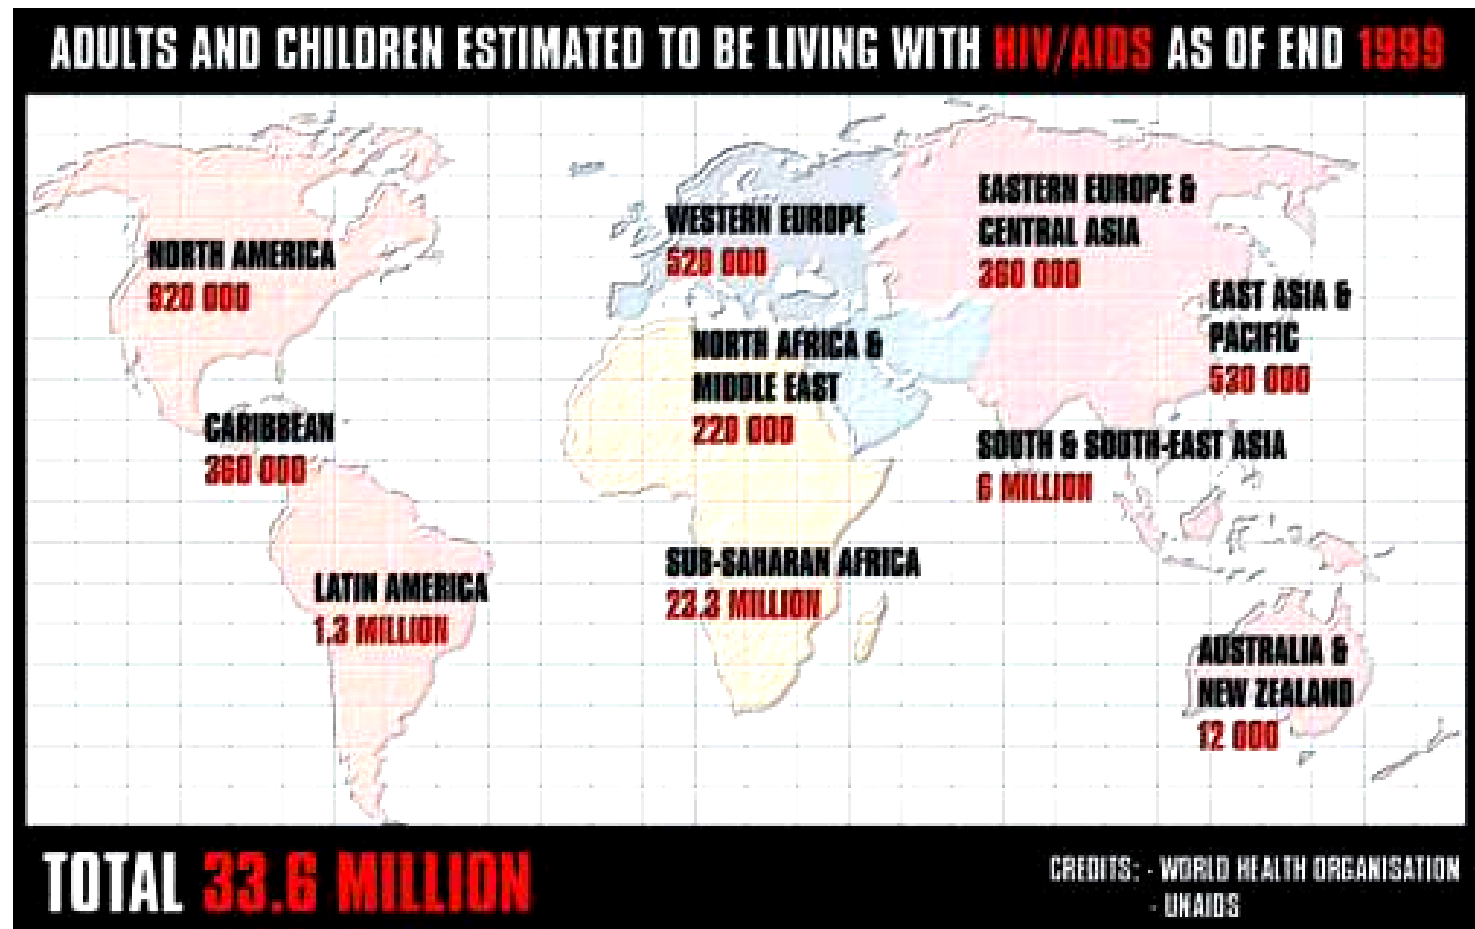 ADULTS AND CHILDREN ESTIMATED TO BE LIVING WITH HIV/AIDS AS OF END 1999
NORTH AMERICA
920 000
CARIBBEAN
360 000
LATIN AMERICA
1.3 MILLION
WESTERN EUROPE
520 000
NORTH AFRICA &
MIDDLE EAST
220 000
SUB-SAHARAN AFRICA
23.3 MILLION
EASTERN EUROPE &
CENTRAL ASIA
360 000
EAST ASIA &
PACIFIC
530 000
SOUTH & SOUTH-EAST ASIA
6 MILLION
AUSTRALIA &
NEW ZEALAND
12 000
TOTAL 33.6 MILLION
CREDITS: - WORLD HEALTH ORGANISATION
- UNAIDS